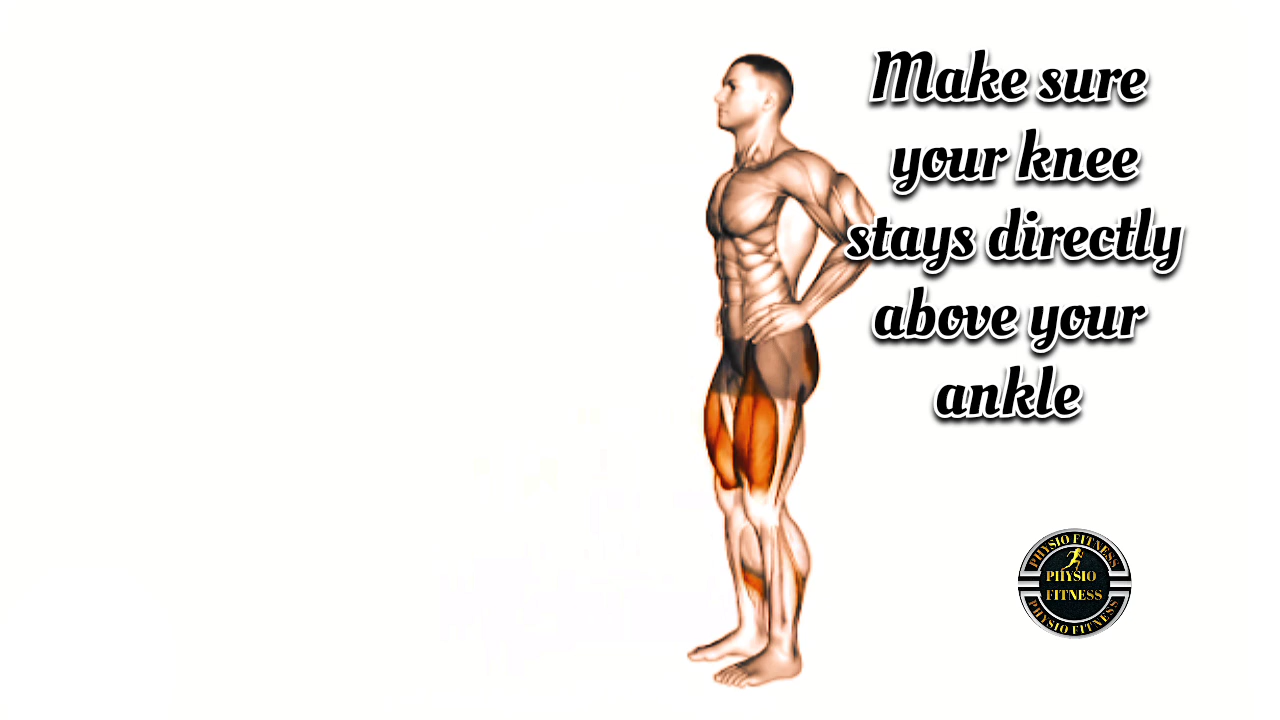 Make sure
your knee
stays directly
above your
ankle
PHYSIO FITNESS
PHYSIO
FITNESS
PHYSIO FITNESS